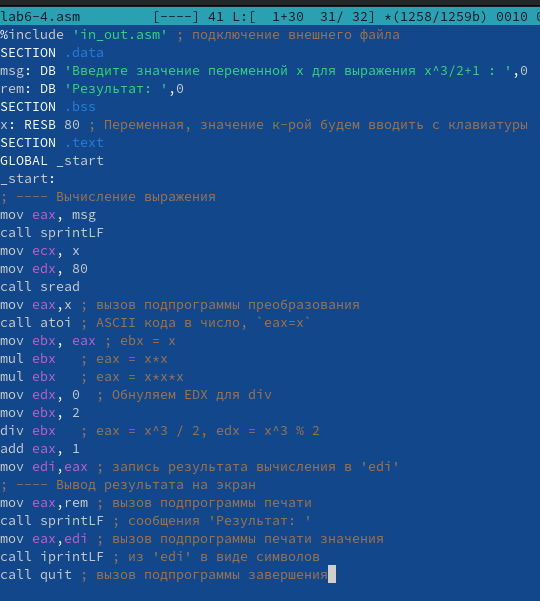 lab6-4.asm [----] 41 L:[ 1+30 31/ 32] *(1258/1259b) 0010
%include 'in_out.asm' ; подключение внешнего файла
SECTION .data
msg: DB 'Введите значение переменной х для выражения x^3/2+1 : ',0
rem: DB 'Результат: ',0
SECTION .bss
x: RESB 80 ; Переменная, значение к-рой будем вводить с клавиатуры
SECTION .text
GLOBAL _start
_start:
; ---- Вычисление выражения
mov eax, msg
call sprintLF
mov ecx, x
mov edx, 80
call sread
mov eax,x ; вызов подпрограммы преобразования
call atoi ; ASCII кода в число, `eax=x`
mov ebx, eax ; ebx = x
mul ebx   ; eax = x*x
mul ebx   ; eax = x*x*x
mov edx, 0  ; Обнуляем EDX для div
mov ebx, 2
div ebx   ; eax = x^3 / 2, edx = x^3 % 2
add eax, 1
mov edi,eax ; запись результата вычисления в 'edi'
; ---- Вывод результата на экран
mov eax,rem ; вызов подпрограммы печати
call sprintLF ; сообщения 'Результат: '
mov eax,edi ; вызов подпрограммы печати значения
call iprintLF ; из 'edi' в виде символов
call quit ; вызов подпрограммы завершения